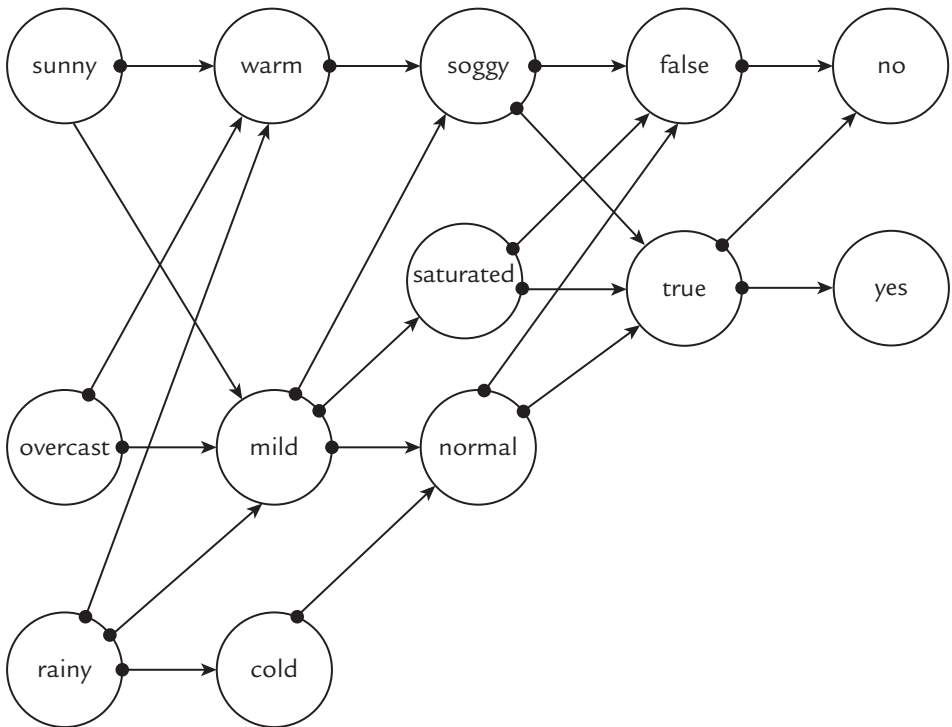 sunny
warm
soggy
false
no
saturated
true
yes
overcast
mild
normal
rainy
cold